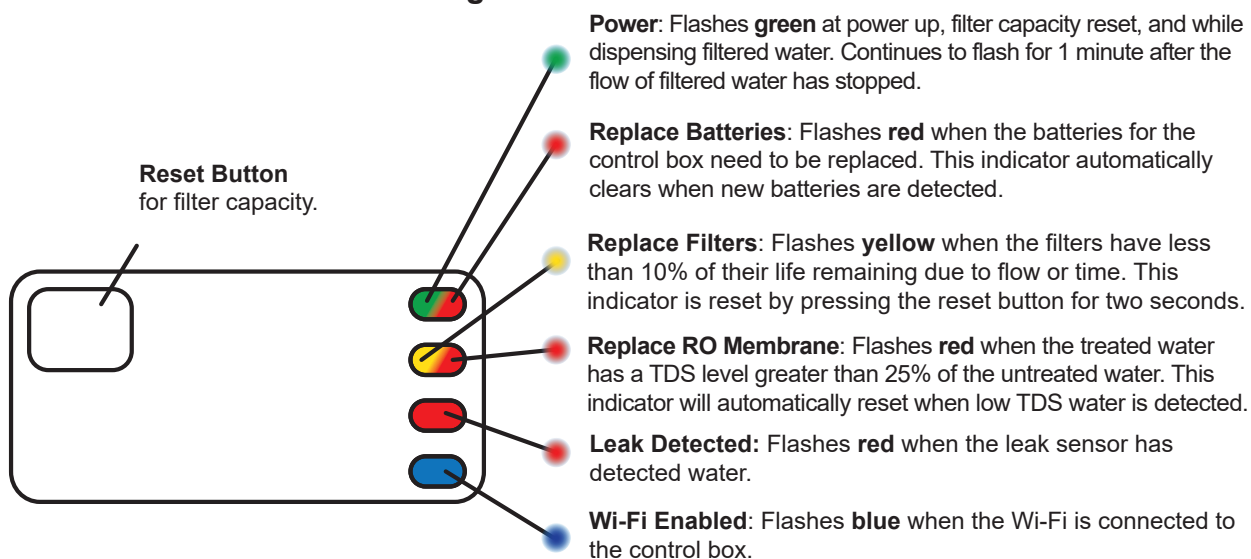 Power: Flashes green at power up, filter capacity reset, and while
dispensing filtered water. Continues to flash for 1 minute after the
flow of filtered water has stopped.
Replace Batteries: Flashes red when the batteries for the
control box need to be replaced. This indicator automatically
clears when new batteries are detected.
Reset Button
for filter capacity.
Replace Filters: Flashes yellow when the filters have less
than 10% of their life remaining due to flow or time. This
indicator is reset by pressing the reset button for two seconds.
Replace RO Membrane: Flashes red when the treated water
has a TDS level greater than 25% of the untreated water. This
indicator will automatically reset when low TDS water is detected.
Leak Detected: Flashes red when the leak sensor has
detected water.
Wi-Fi Enabled: Flashes blue when the Wi-Fi is connected to
the control box.